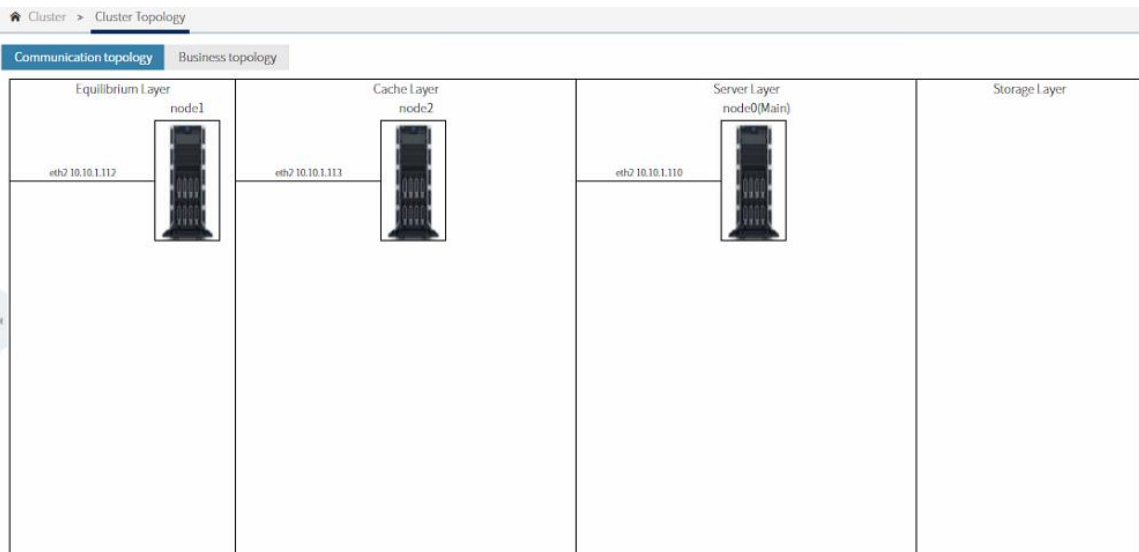 Cluster > Cluster Topology
Communication topology Business topology
Equilibrium Layer Cache Layer Server Layer Storage Layer
node1 node2 node0(Main)
eth2 10.10.1.112 eth2 10.10.1.113 eth2 10.10.1.110